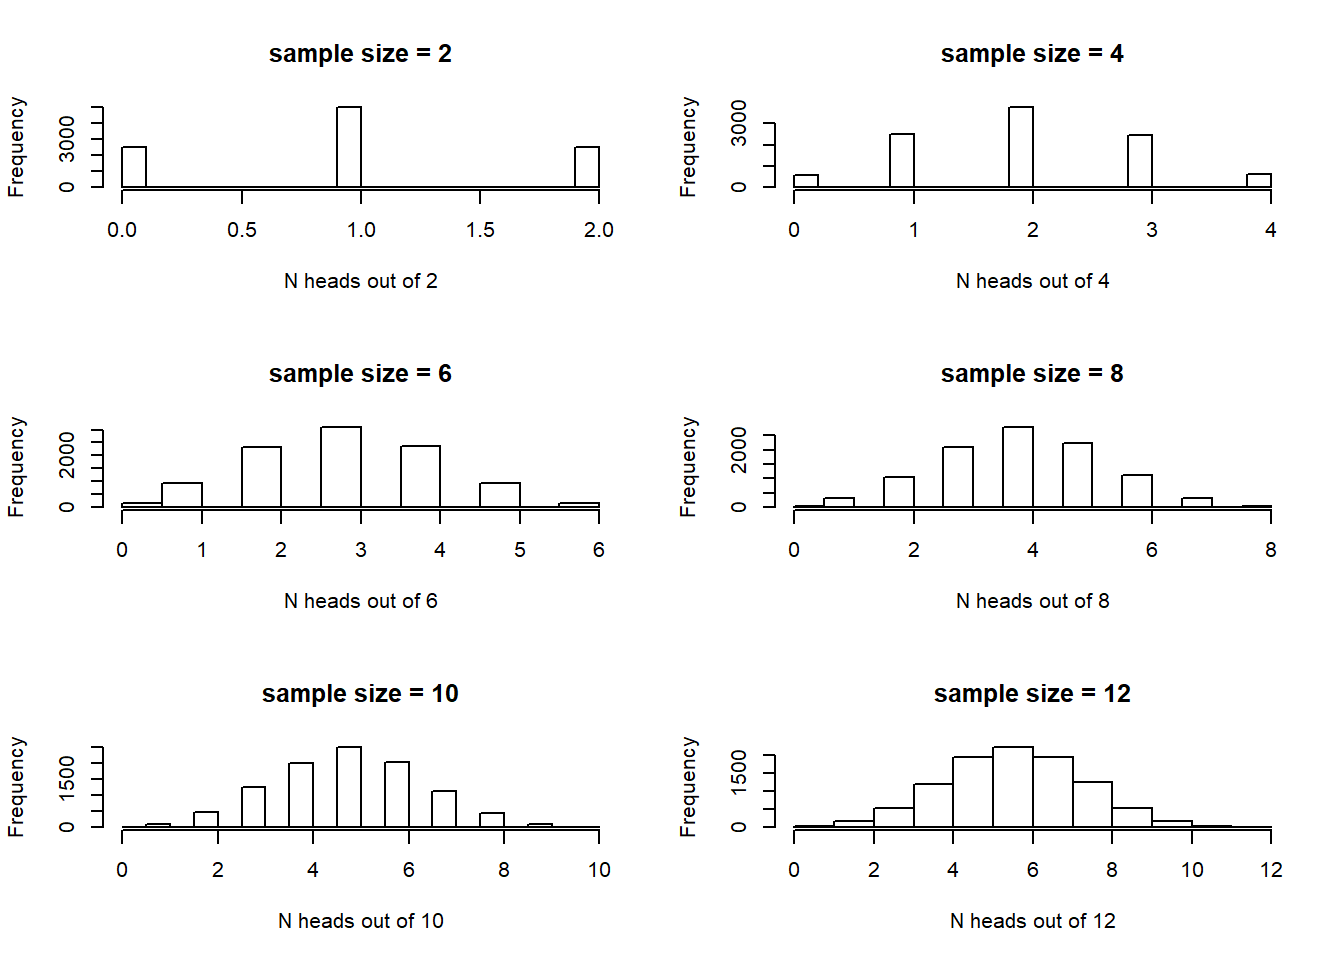 sample size = 2
Frequency
3000
0
0.0 0.5 1.0 1.5 2.0
N heads out of 2
sample size = 4
Frequency
3000
0
0 1 2 3 4
N heads out of 4
sample size = 6
Frequency
2000
0
0 1 2 3 4 5 6
N heads out of 6
sample size = 8
Frequency
2000
0
0 2 4 6 8
N heads out of 8
sample size = 10
Frequency
1500
0
0 2 4 6 8 10
N heads out of 10
sample size = 12
Frequency
1500
0
0 2 4 6 8 10 12
N heads out of 12